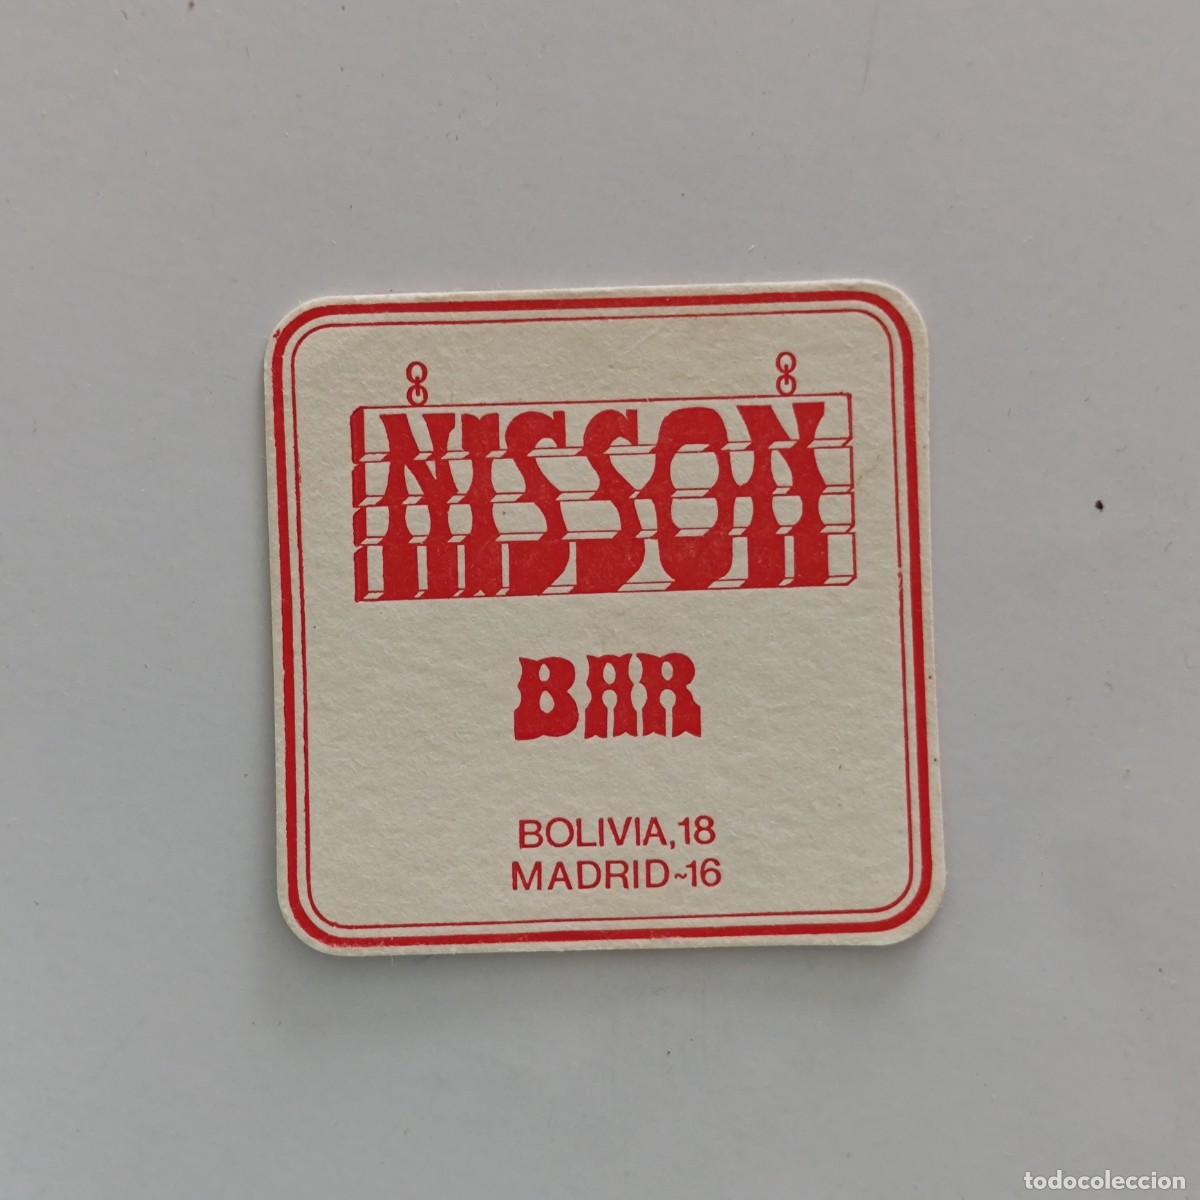 NISSON
BAR
BOLIVIA,18
MADRID~16
todocoleccion